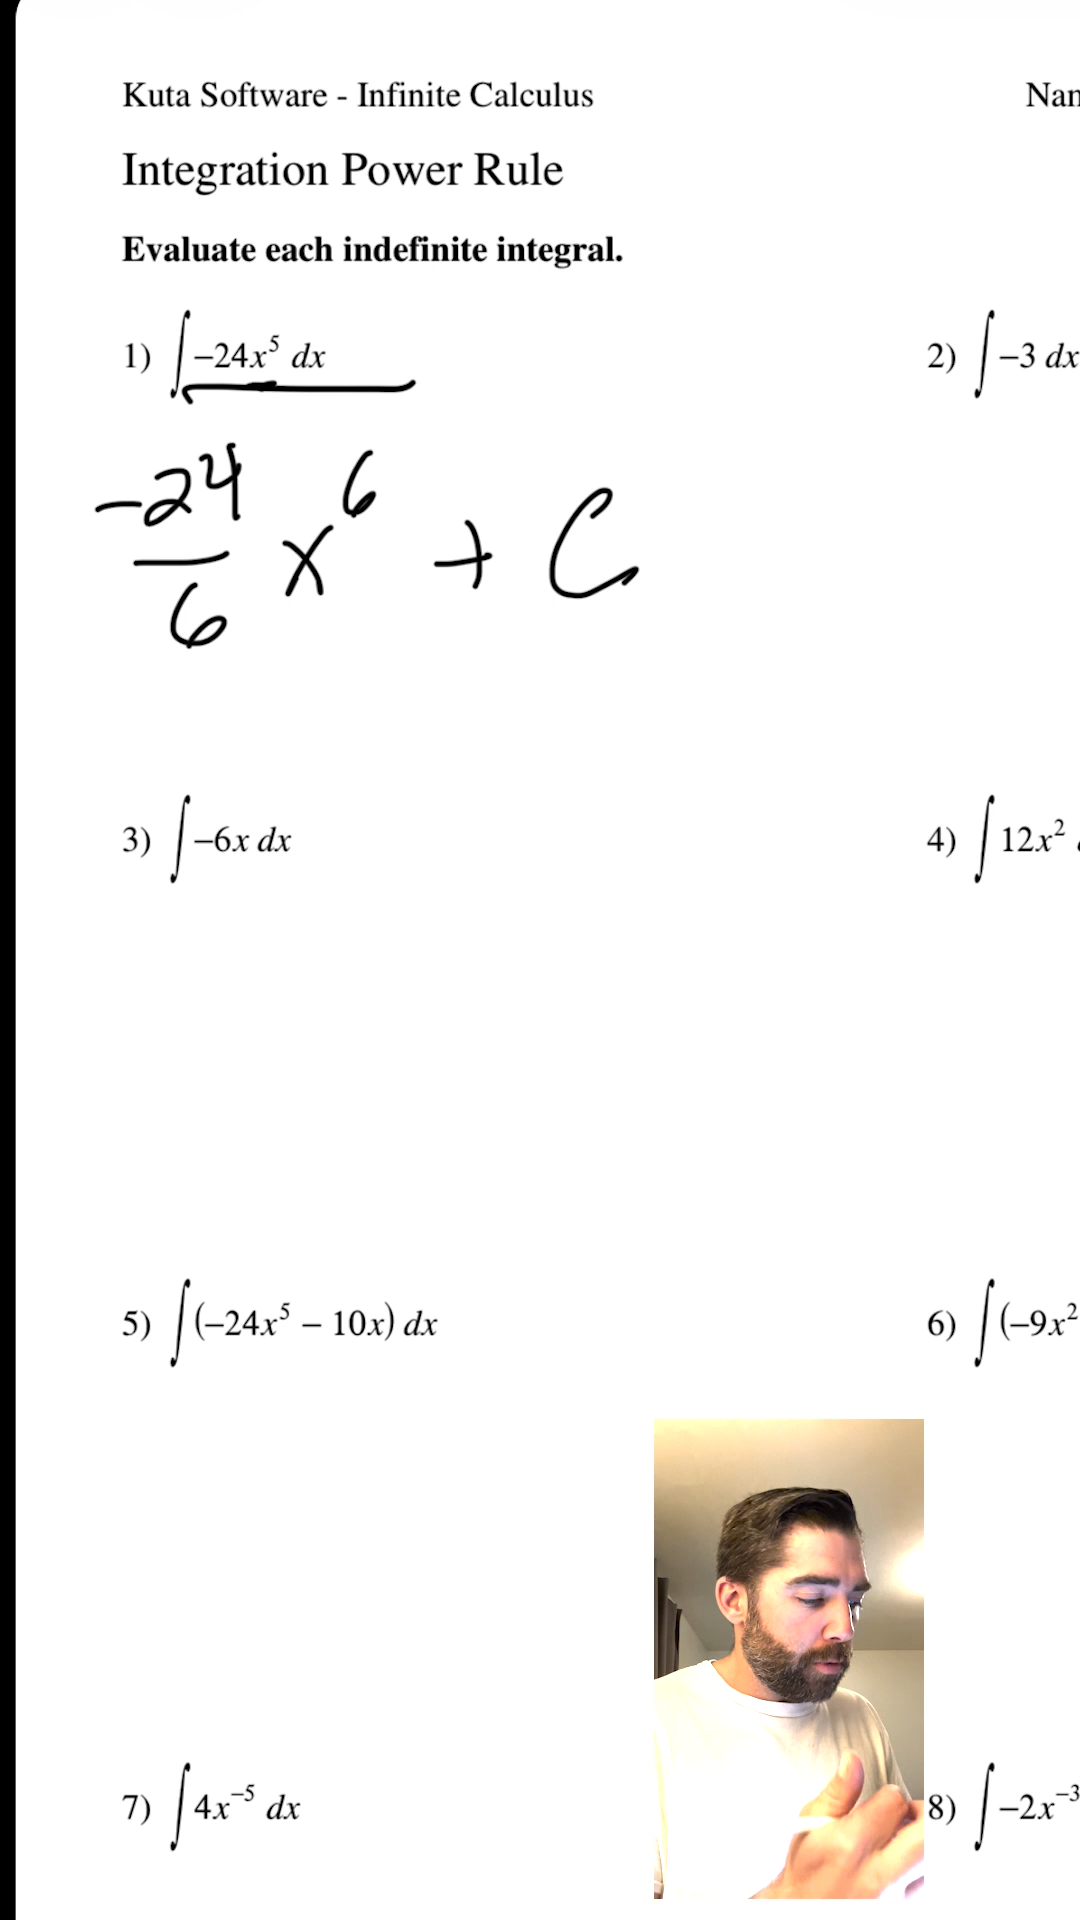 Kuta Software - Infinite Calculus
Integration Power Rule
Evaluate each indefinite integral.
1) ∫ −24x⁵ dx
2) ∫ −3 dx
-24/6 x⁶ + C
3) ∫ −6x dx
4) ∫ 12x²
5) ∫ (−24x⁵ − 10x) dx
6) ∫ (−9x²
7) ∫ 4x⁻⁵ dx
8) ∫ −2x⁻³